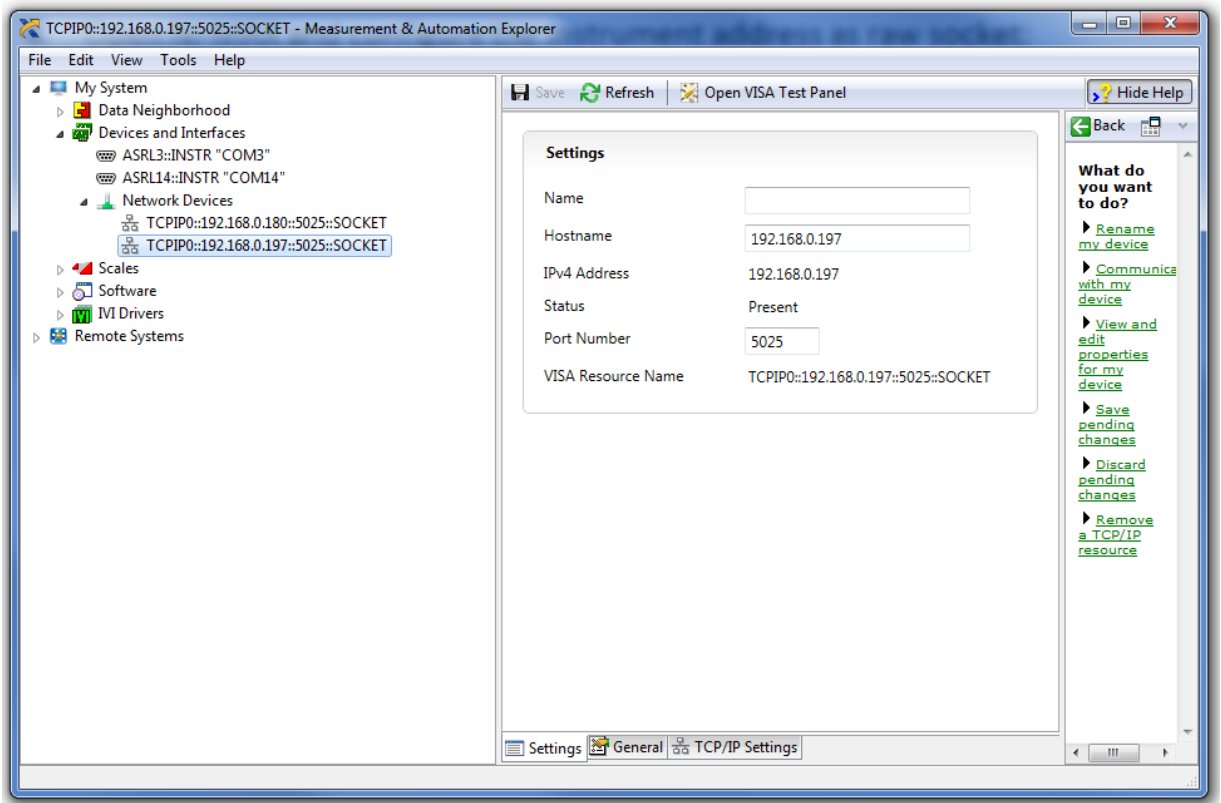 TCPIP0::192.168.0.197::5025::SOCKET - Measurement & Automation Explorer
instrument address as raw socket:
File Edit View Tools Help
My System
Data Neighborhood
Devices and Interfaces
ASRL3::INSTR "COM3"
ASRL14::INSTR "COM14"
Network Devices
TCPIP0::192.168.0.180::5025::SOCKET
TCPIP0::192.168.0.197::5025::SOCKET
Scales
Software
IVI Drivers
Remote Systems
Save Refresh Open VISA Test Panel
Hide Help
Settings
Name
Hostname 192.168.0.197
IPv4 Address 192.168.0.197
Status Present
Port Number 5025
VISA Resource Name TCPIP0::192.168.0.197::5025::SOCKET
Settings General TCP/IP Settings
Back
What do
you want
to do?
Rename
my device
Communica
with my
device
View and
edit
properties
for my
device
Save
pending
changes
Discard
pending
changes
Remove
a TCP/IP
resource